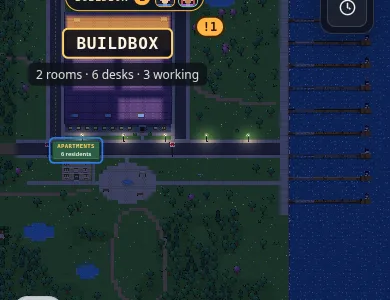 !1
BUILDBOX
2 rooms · 6 desks · 3 working
APARTMENTS
6 residents